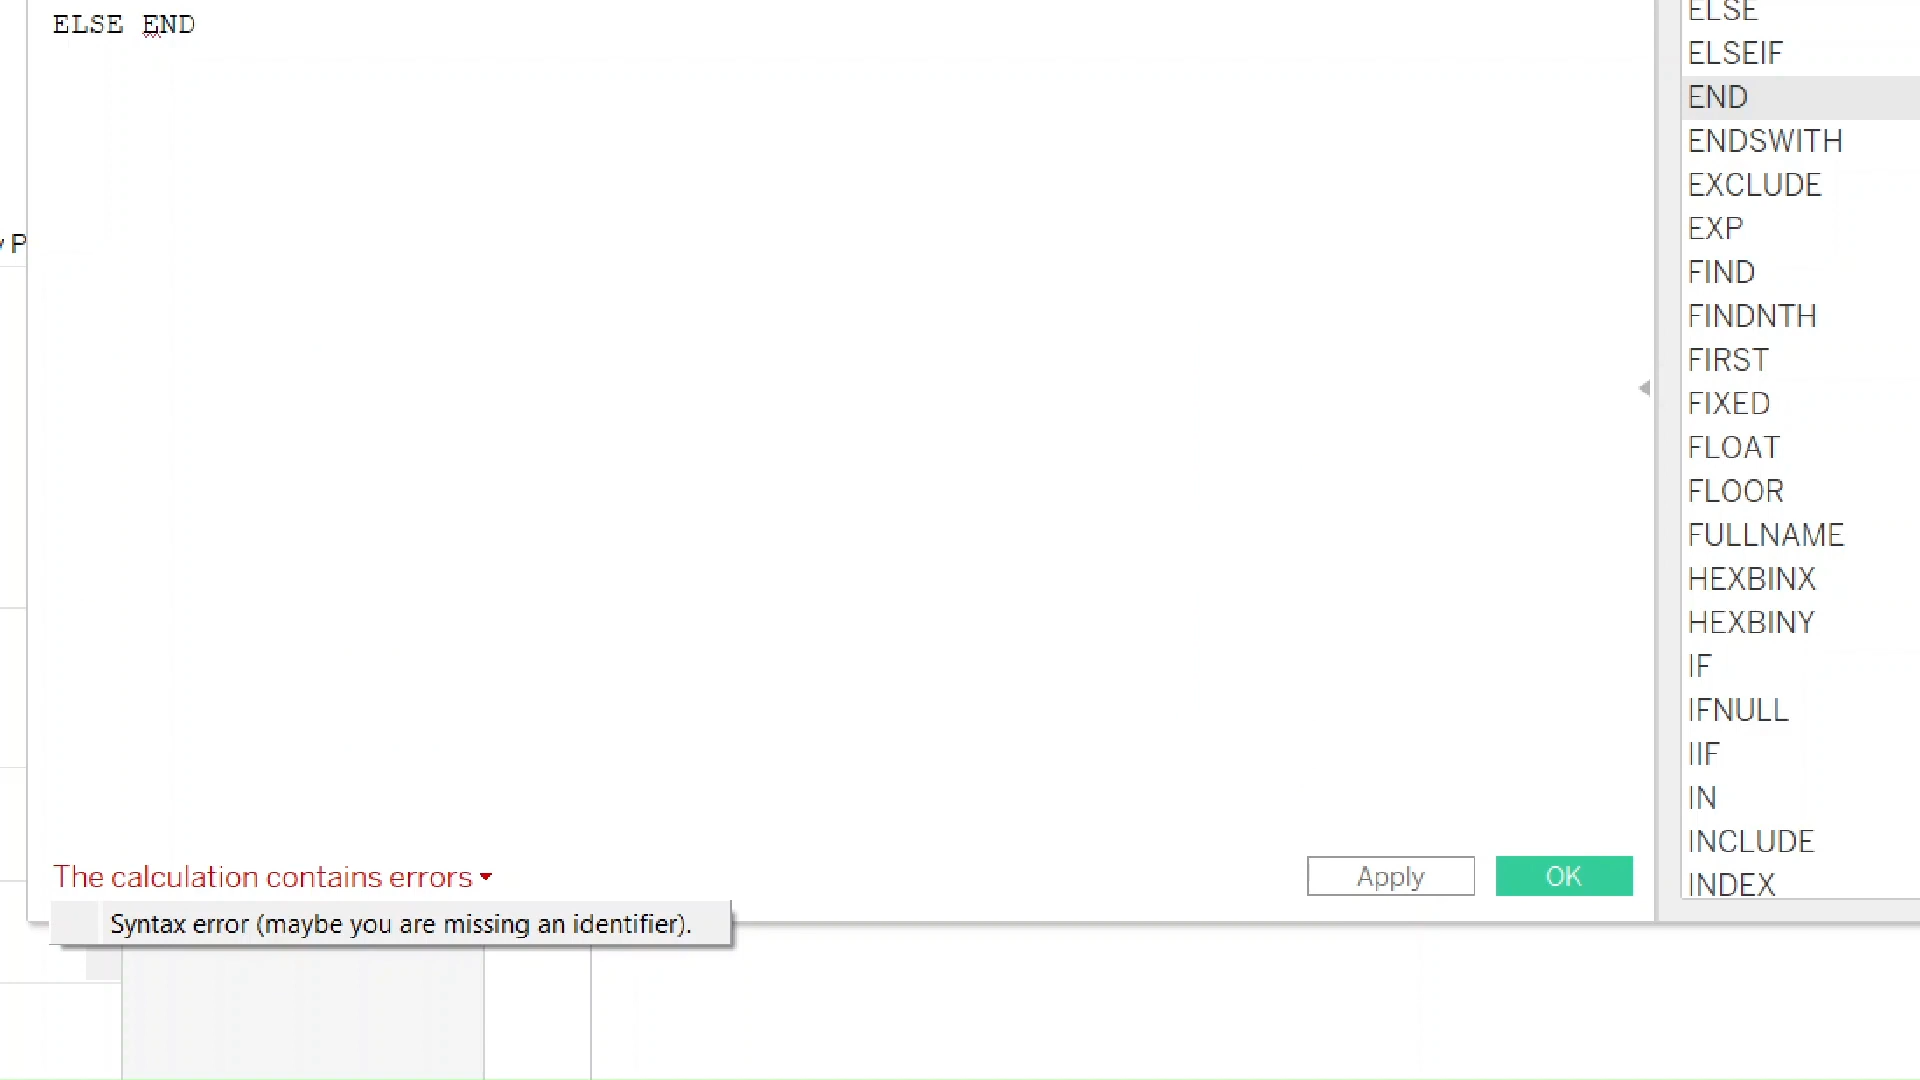 ELSE END
P
The calculation contains errors
Syntax error (maybe you are missing an identifier).
Apply
OK
ELSE
ELSEIF
END
ENDSWITH
EXCLUDE
EXP
FIND
FINDNTH
FIRST
FIXED
FLOAT
FLOOR
FULLNAME
HEXBINX
HEXBINY
IF
IFNULL
IIF
IN
INCLUDE
INDEX